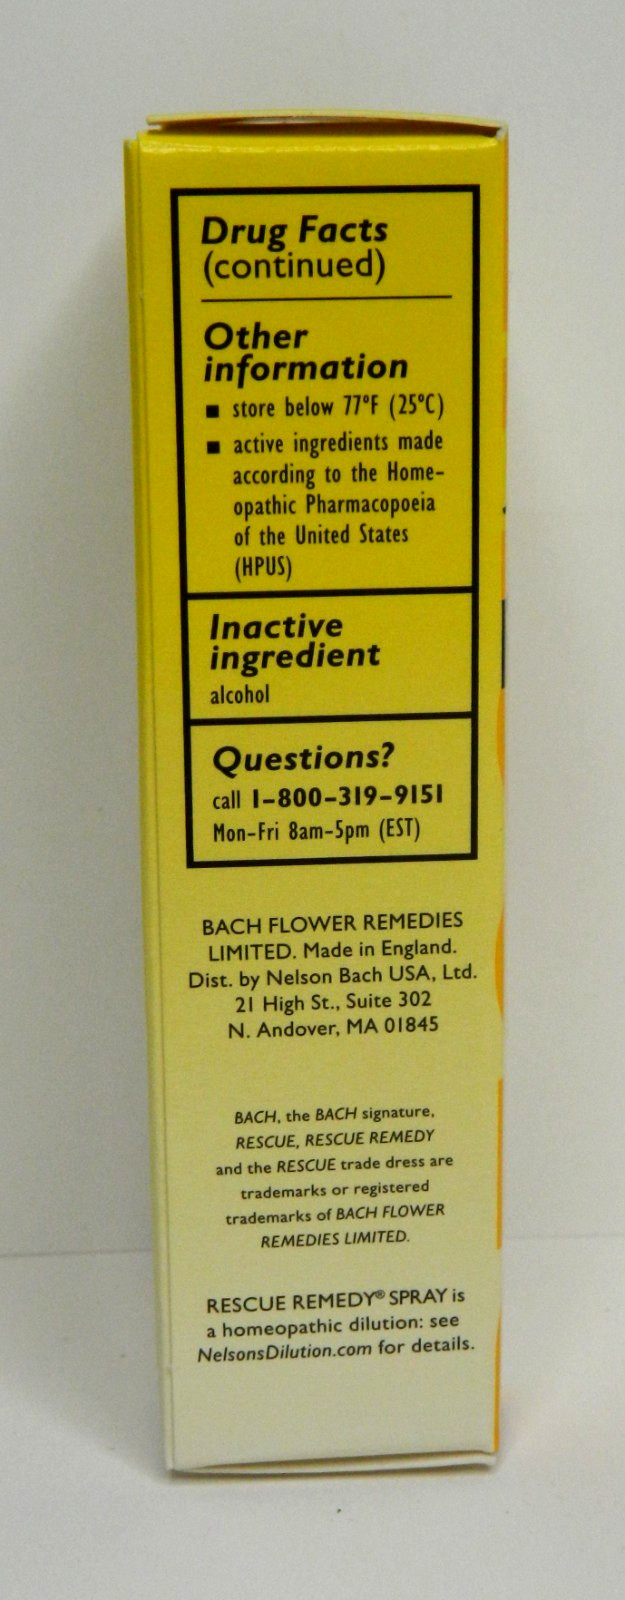 Drug Facts
(continued)
Other
information
■ store below 77°F (25°C)
■ active ingredients made
according to the Home-
opathic Pharmacopoeia
of the United States
(HPUS)
Inactive
ingredient
alcohol
Questions?
call 1-800-319-9151
Mon-Fri 8am-5pm (EST)
BACH FLOWER REMEDIES
LIMITED. Made in England.
Dist. by Nelson Bach USA, Ltd.
21 High St., Suite 302
N. Andover, MA 01845
BACH, the BACH signature,
RESCUE, RESCUE REMEDY
and the RESCUE trade dress are
trademarks or registered
trademarks of BACH FLOWER
REMEDIES LIMITED.
RESCUE REMEDY® SPRAY is
a homeopathic dilution: see
NelsonsDilution.com for details.